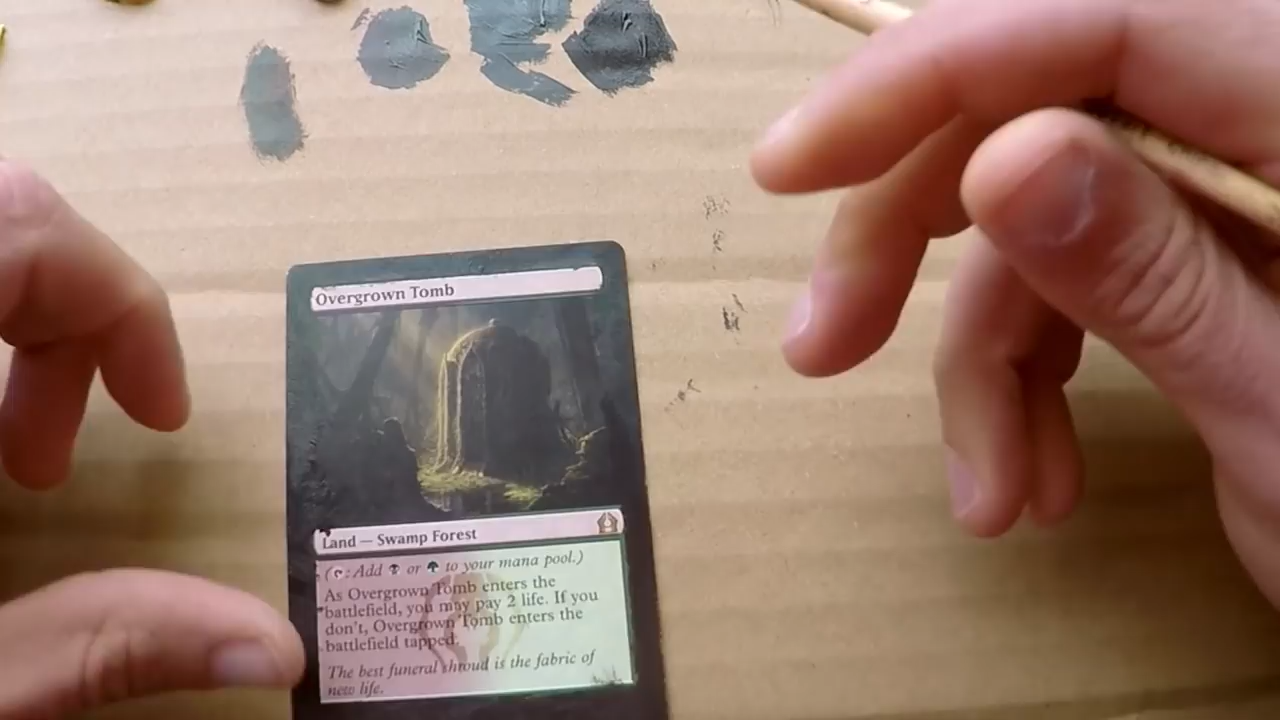 Overgrown Tomb
Land — Swamp Forest
( : Add or to your mana pool.)
As Overgrown Tomb enters the
battlefield, you may pay 2 life. If you
don't, Overgrown Tomb enters the
battlefield tapped.
The best funeral shroud is the fabric of
new life.